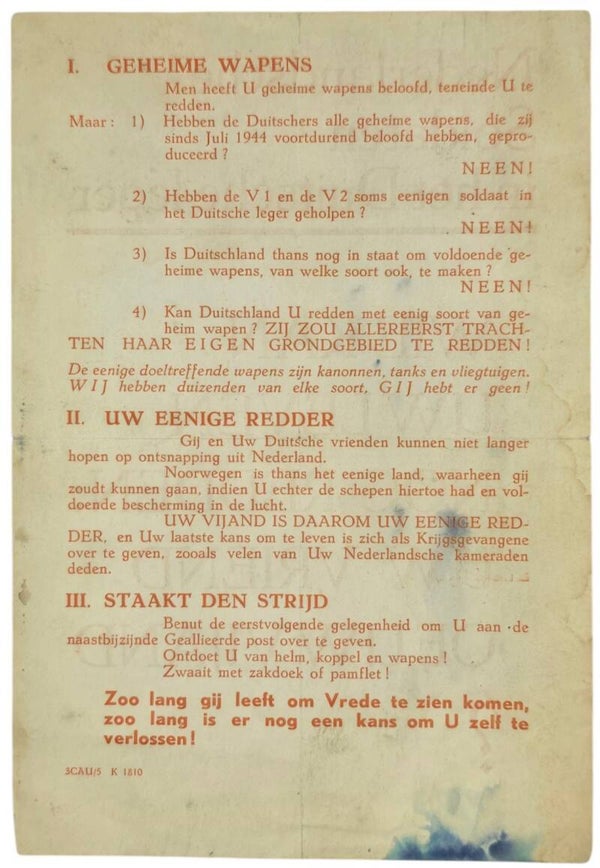 I. GEHEIME WAPENS
Men heeft U geheime wapens beloofd, teneinde U te
redden.
Maar: 1) Hebben de Duitschers alle geheime wapens, die zij
sinds Juli 1944 voortdurend beloofd hebben, gepro-
duceerd?
NEEN!
2) Hebben de V1 en de V2 soms eenigen soldaat in
het Duitsche leger geholpen?
NEEN!
3) Is Duitschland thans nog in staat om voldoende ge-
heime wapens, van welke soort ook, te maken?
NEEN!
4) Kan Duitschland U redden met eenig soort van ge-
heim wapen? ZIJ ZOU ALLEREERST TRACH-
TEN HAAR EIGEN GRONDGEBIED TE REDDEN!
De eenige doeltreffende wapens zijn kanonnen, tanks en vliegtuigen.
WIJ hebben duizenden van elke soort, GIJ hebt er geen!
II. UW EENIGE REDDER
Gij en Uw Duitsche vrienden kunnen niet langer
hopen op ontsnapping uit Nederland.
Noorwegen is thans het eenige land, waarheen gij
zoudt kunnen gaan, indien U echter de schepen hiertoe had en vol-
doende bescherming in de lucht.
UW VIJAND IS DAAROM UW EENIGE RED-
DER, en Uw laatste kans om te leven is zich als Krijgsgevangene
over te geven, zooals velen van Uw Nederlandsche kameraden
deden.
III. STAAKT DEN STRIJD
Benut de eerstvolgende gelegenheid om U aan de
naastbijzijnde Geallieerde post over te geven.
Ontdoet U van helm, koppel en wapens!
Zwaait met zakdoek of pamflet!
Zoo lang gij leeft om Vrede te zien komen,
zoo lang is er nog een kans om U zelf te
verlossen!
3CAU/5 K 1810